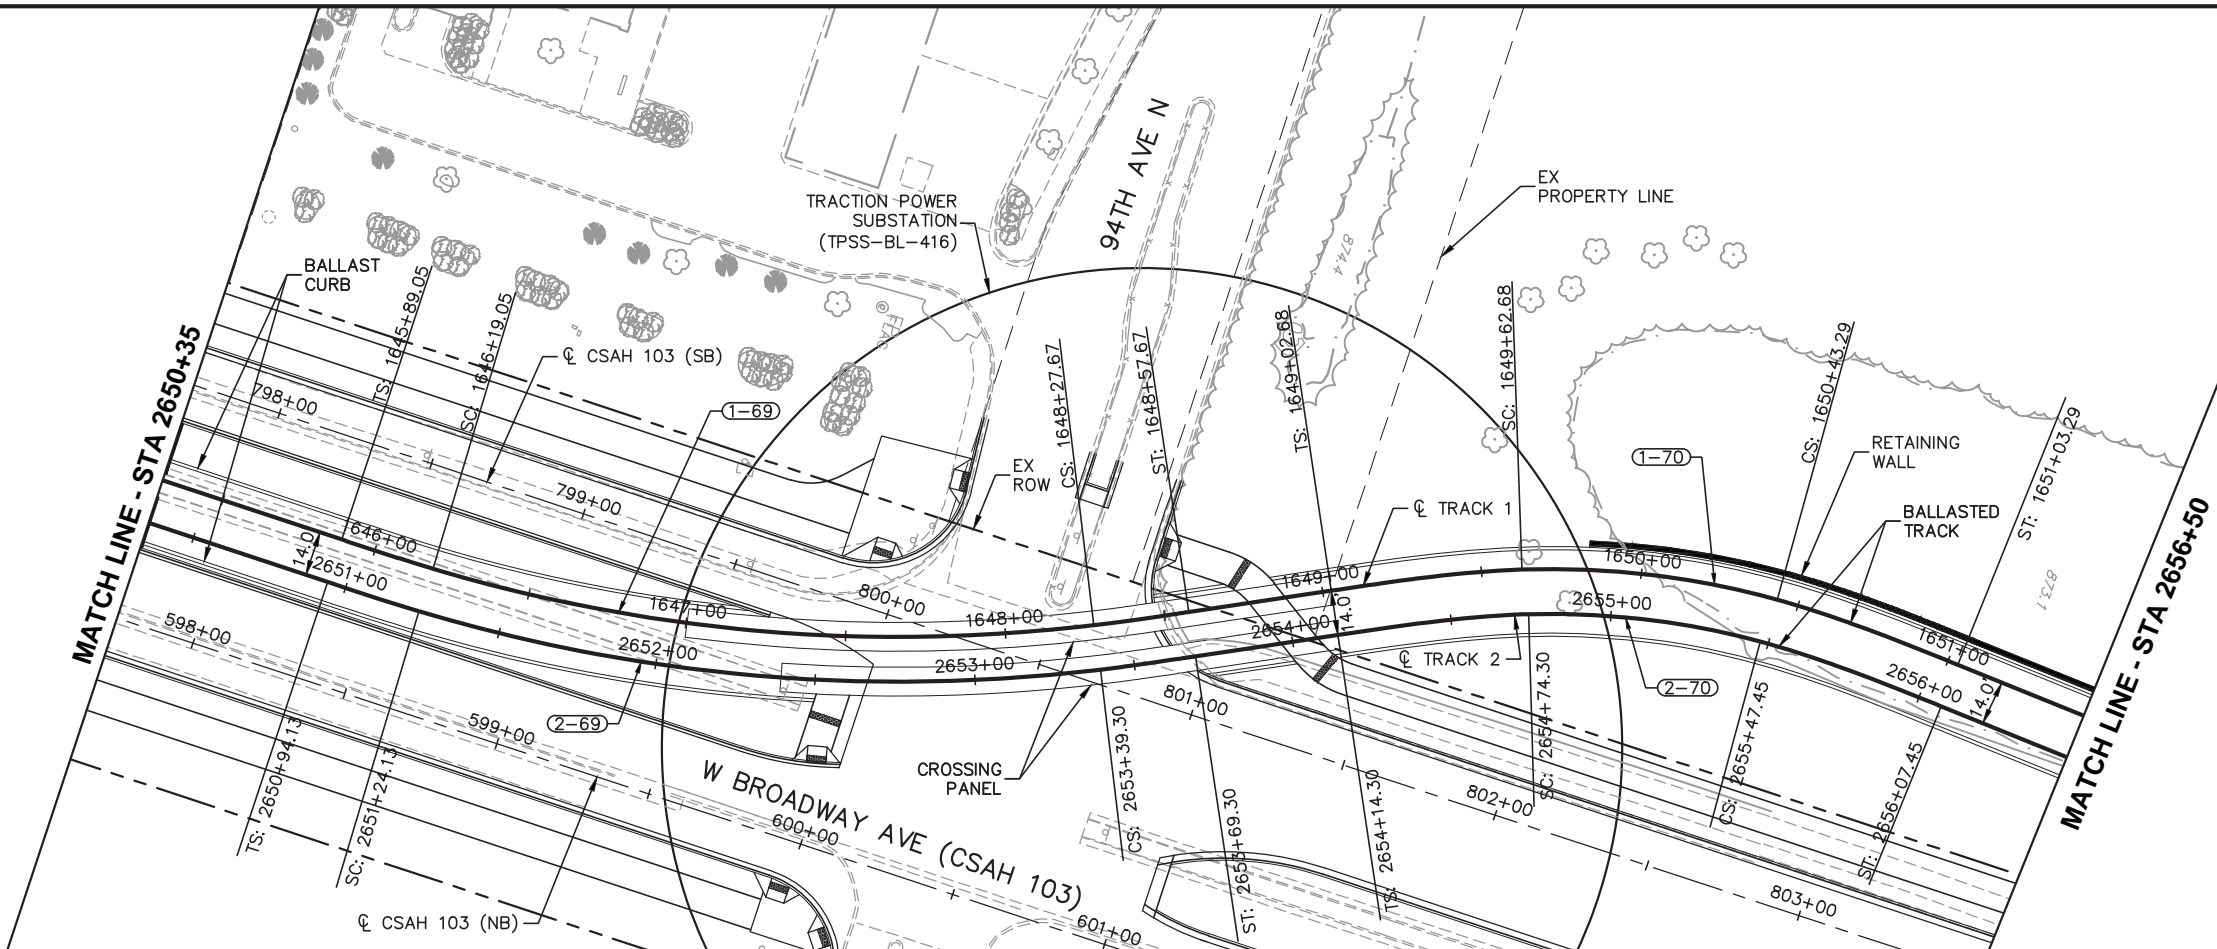 TRACTION POWER
SUBSTATION
(TPSS-BL-416)
94TH AVE N
EX
PROPERTY LINE
874.4
BALLAST
CURB
TS: 1645+89.05
SC: 1646+19.05
℄ CSAH 103 (SB)
1-69
EX
ROW
CS: 1648+27.67
ST: 1648+57.67
TS: 1649+02.68
SC: 1649+62.68
CS: 1650+43.29
ST: 1651+03.29
1-70
RETAINING
WALL
BALLASTED
TRACK
℄ TRACK 1
MATCH LINE - STA 2650+35
MATCH LINE - STA 2656+50
798+00
799+00
800+00
801+00
802+00
803+00
1646+00
1647+00
1648+00
1649+00
1650+00
1651+00
14.0'
14.0'
14.0'
2651+00
2652+00
2653+00
2654+00
2655+00
2656+00
873.1
598+00
599+00
600+00
601+00
2-69
℄ TRACK 2
2-70
CROSSING
PANEL
W BROADWAY AVE (CSAH 103)
℄ CSAH 103 (NB)
TS: 2650+94.13
SC: 2651+24.13
CS: 2653+39.30
ST: 2653+69.30
TS: 2654+14.30
SC: 2654+74.30
CS: 2655+47.45
ST: 2656+07.45